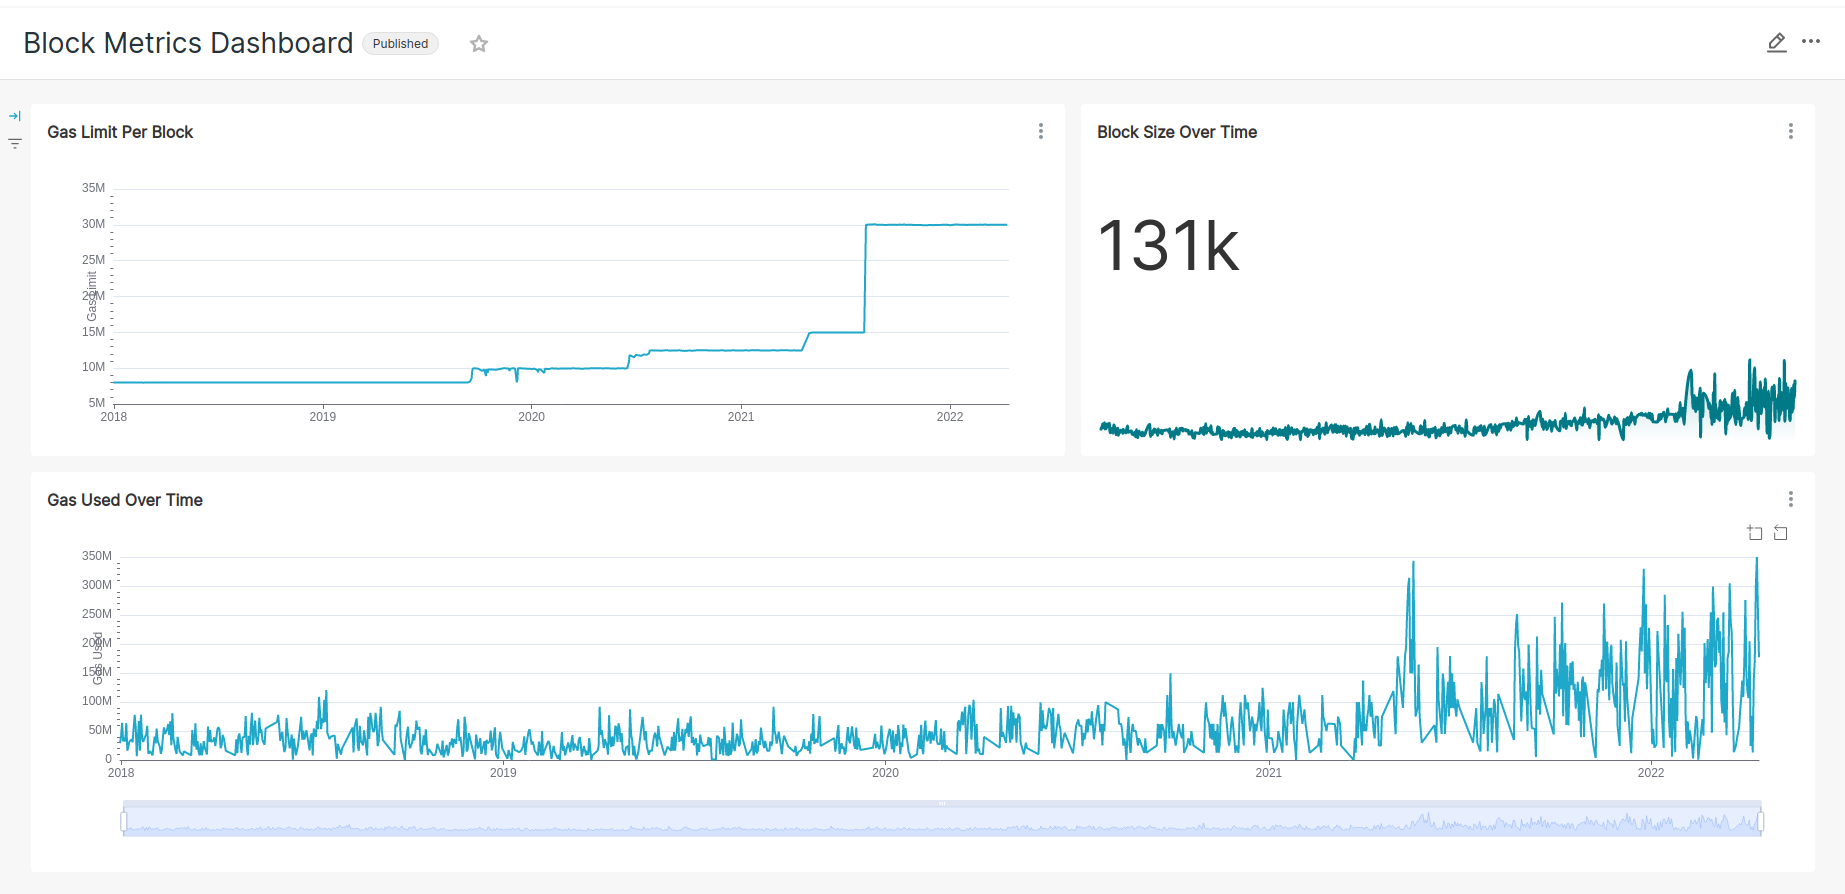 Block Metrics Dashboard Published
Gas Limit Per Block
35M
30M
25M
20M
15M
10M
5M
Gas Limit
2018 2019 2020 2021 2022
Block Size Over Time
131k
Gas Used Over Time
350M
300M
250M
200M
150M
100M
50M
0
Gas Used
2018 2019 2020 2021 2022